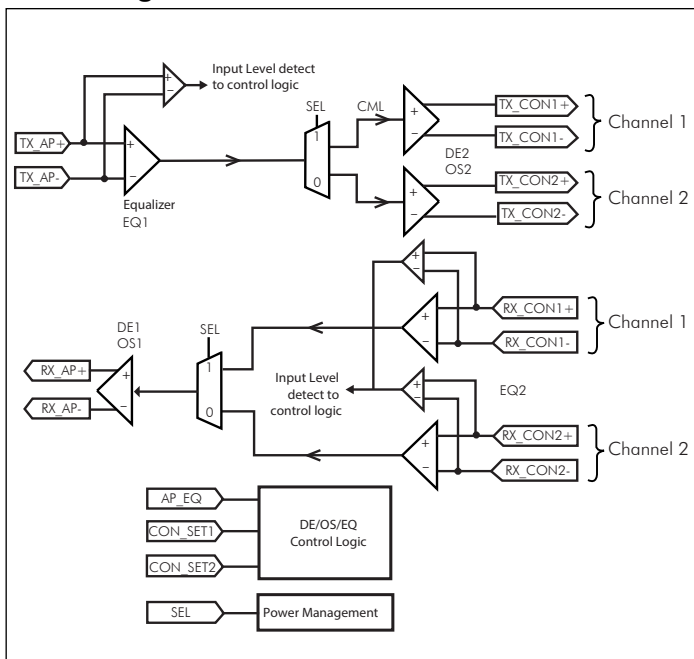 Input Level detect
to control logic
SEL
CML
TX_CON1+
TX_CON1-
Channel 1
TX_AP+
TX_AP-
+
−
+
−
1
0
+
−
Equalizer
EQ1
DE2
OS2
TX_CON2+
TX_CON2-
Channel 2
+
−
+
−
RX_CON1+
RX_CON1-
Channel 1
+
−
DE1
OS1
SEL
RX_AP+
RX_AP-
+
−
1
0
Input Level
detect to
control logic
+
−
EQ2
RX_CON2+
RX_CON2-
Channel 2
+
−
AP_EQ
CON_SET1
CON_SET2
DE/OS/EQ
Control Logic
SEL
Power Management